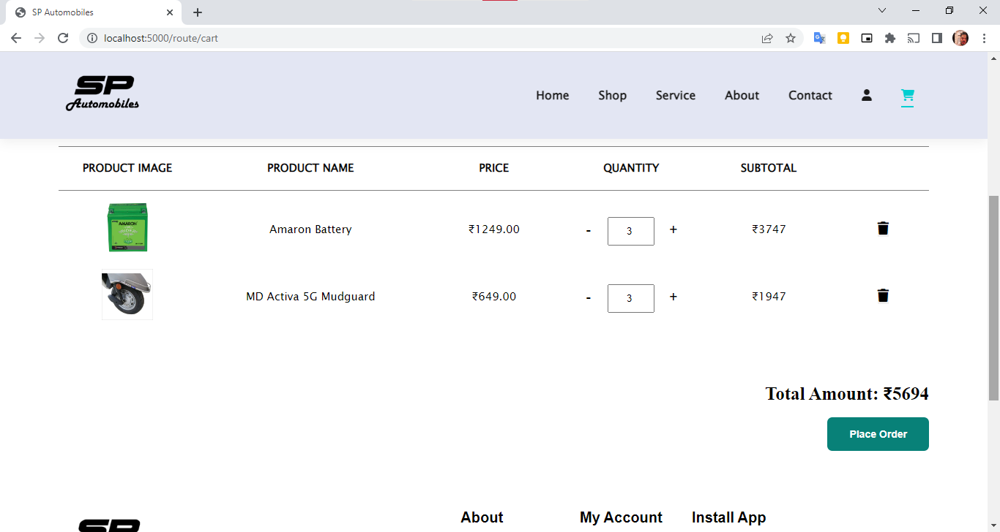 SP Automobiles
localhost:5000/route/cart
SP
Automobiles
Home Shop Service About Contact
PRODUCT IMAGE PRODUCT NAME PRICE QUANTITY SUBTOTAL
AMARON
Amaron Battery ₹1249.00 - 3 + ₹3747
MD Activa 5G Mudguard ₹649.00 - 3 + ₹1947
Total Amount: ₹5694
Place Order
SP
About My Account Install App